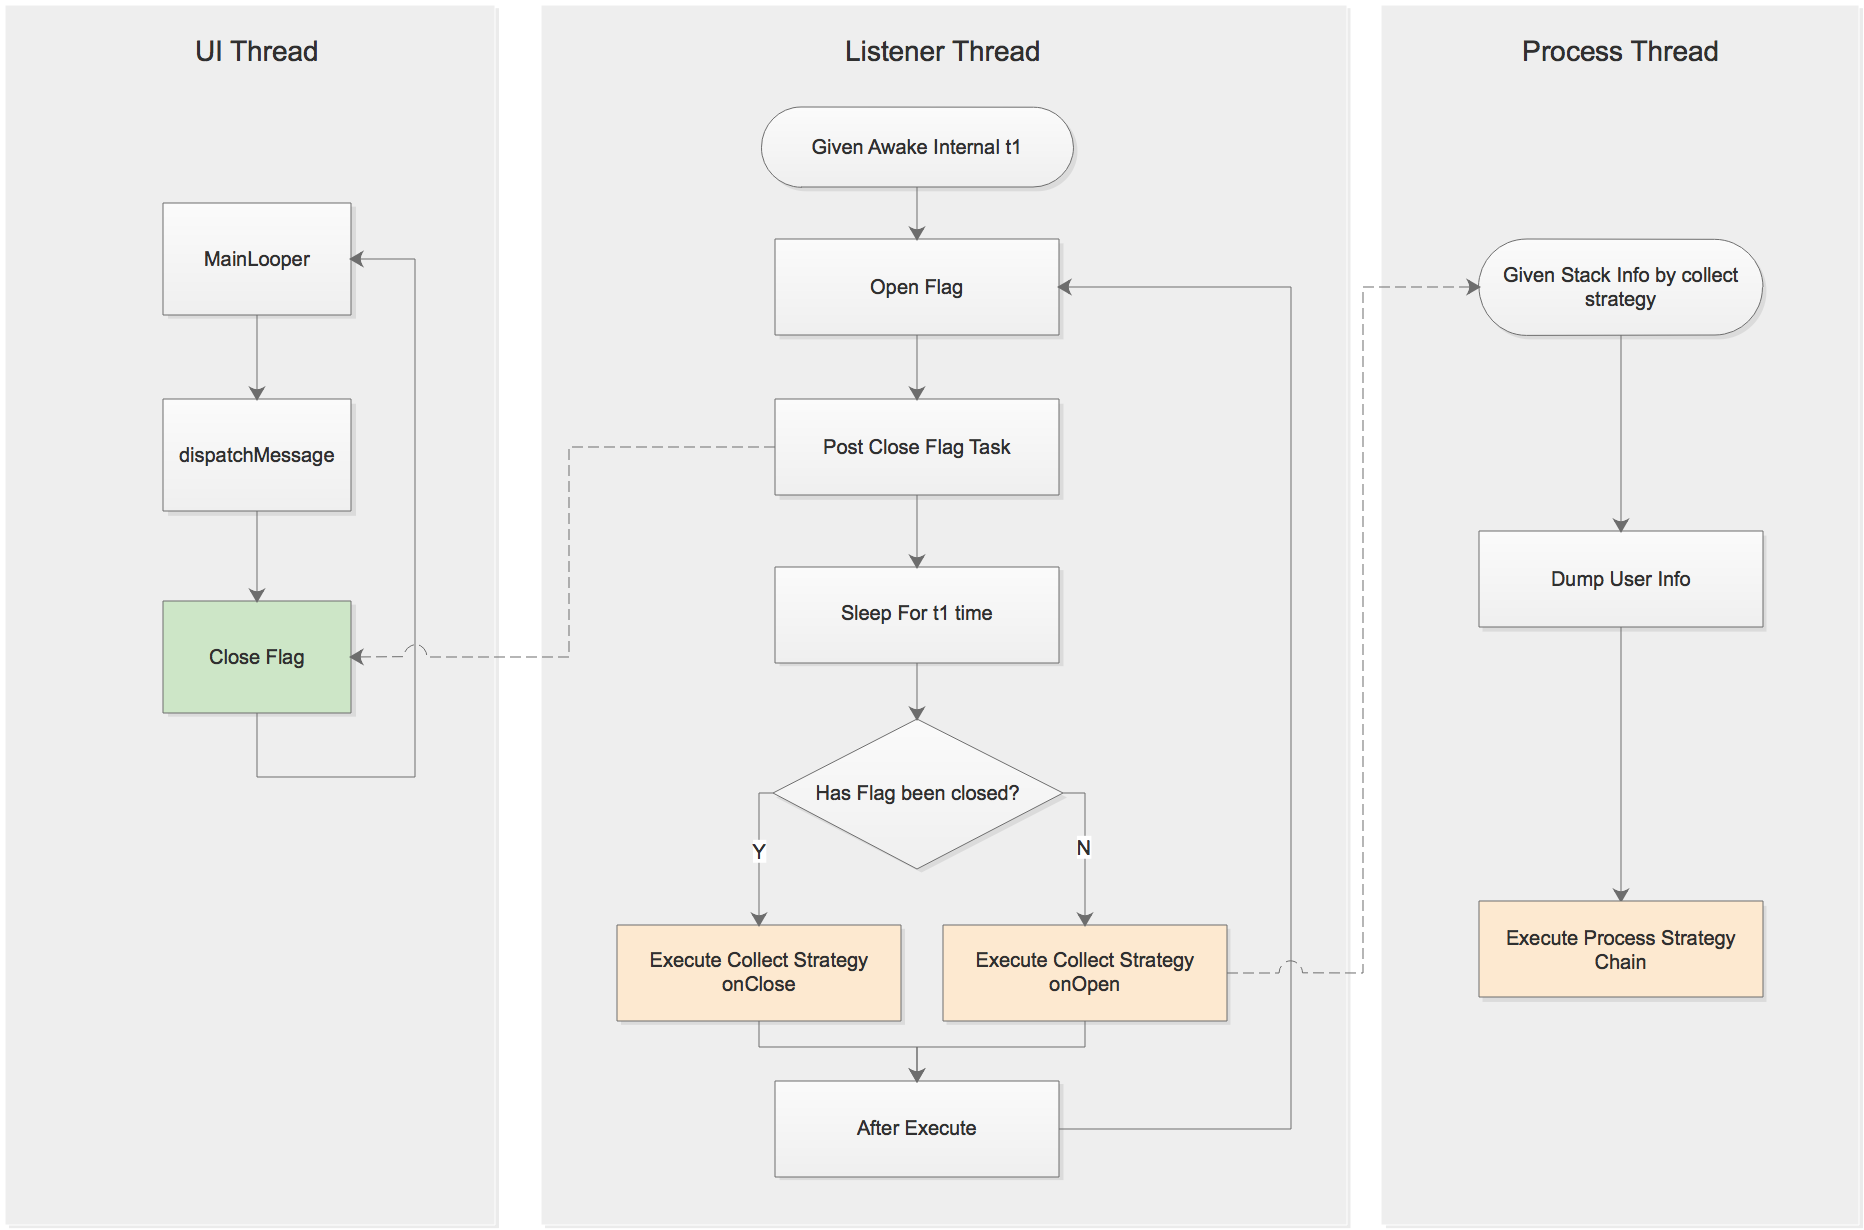 UI Thread
MainLooper
dispatchMessage
Close Flag
Listener Thread
Given Awake Internal t1
Open Flag
Post Close Flag Task
Sleep For t1 time
Has Flag been closed?
Y
N
Execute Collect Strategy
onClose
Execute Collect Strategy
onOpen
After Execute
Process Thread
Given Stack Info by collect
strategy
Dump User Info
Execute Process Strategy
Chain